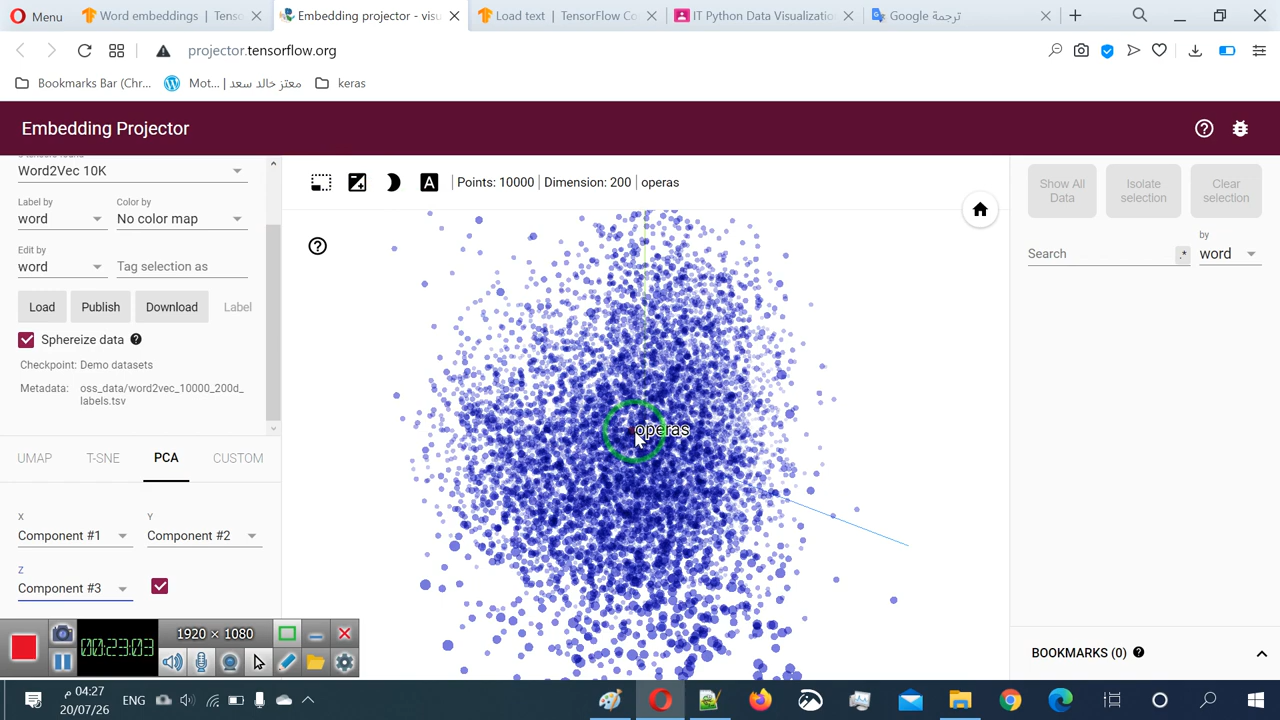 Menu
Word embeddings | Tenso
Embedding projector - visu
Load text | TensorFlow Co
IT Python Data Visualizatio
Google ترجمة
projector.tensorflow.org
Bookmarks Bar (Chr...
معتز خالد سعد | Mot...
keras
Embedding Projector
Word2Vec 10K
Label by
Color by
word
No color map
Edit by
word
Tag selection as
Load
Publish
Download
Label
Sphereize data
Checkpoint: Demo datasets
Metadata: oss_data/word2vec_10000_200d_
labels.tsv
UMAP
T-SNE
PCA
CUSTOM
X
Y
Component #1
Component #2
Z
Component #3
Points: 10000 | Dimension: 200 | operas
operas
Show All
Data
Isolate
selection
Clear
selection
by
Search
.*
word
BOOKMARKS (0)
00:23:03
1920 × 1080
04:27 م
20/07/26
ENG